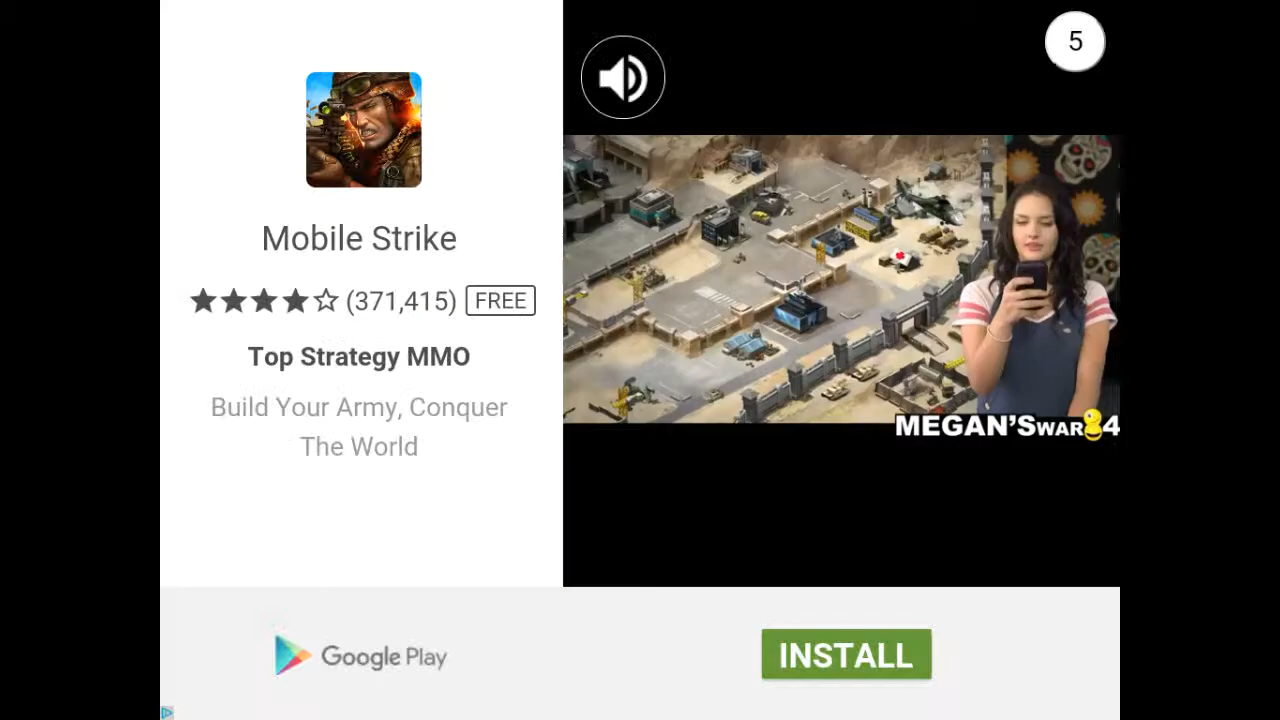 5
Mobile Strike
(371,415) FREE
Top Strategy MMO
Build Your Army, Conquer
The World
MEGAN'S WAR 4
Google Play
INSTALL